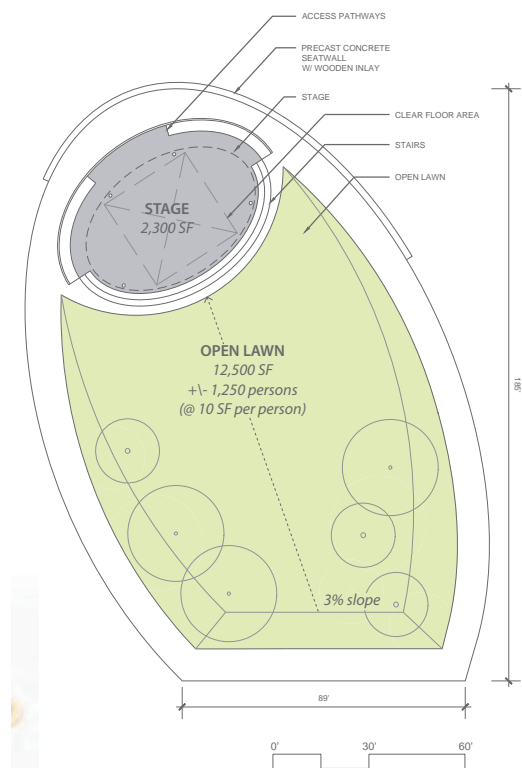 ACCESS PATHWAYS
PRECAST CONCRETE
SEATWALL
W/ WOODEN INLAY
STAGE
CLEAR FLOOR AREA
STAIRS
OPEN LAWN
STAGE
2,300 SF
OPEN LAWN
12,500 SF
+\- 1,250 persons
(@ 10 SF per person)
185'
3% slope
89'
0' 30' 60'